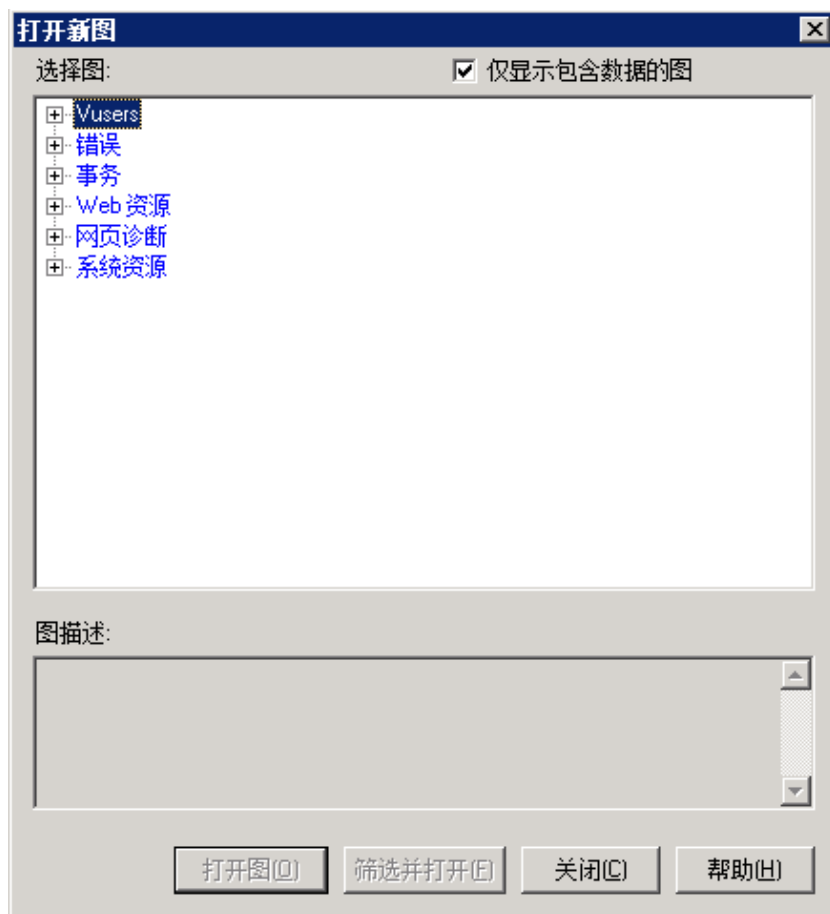 打开新图
选择图:
仅显示包含数据的图
Vusers
错误
事务
Web 资源
网页诊断
系统资源
图描述:
打开图(O)
筛选并打开(F)
关闭(C)
帮助(H)